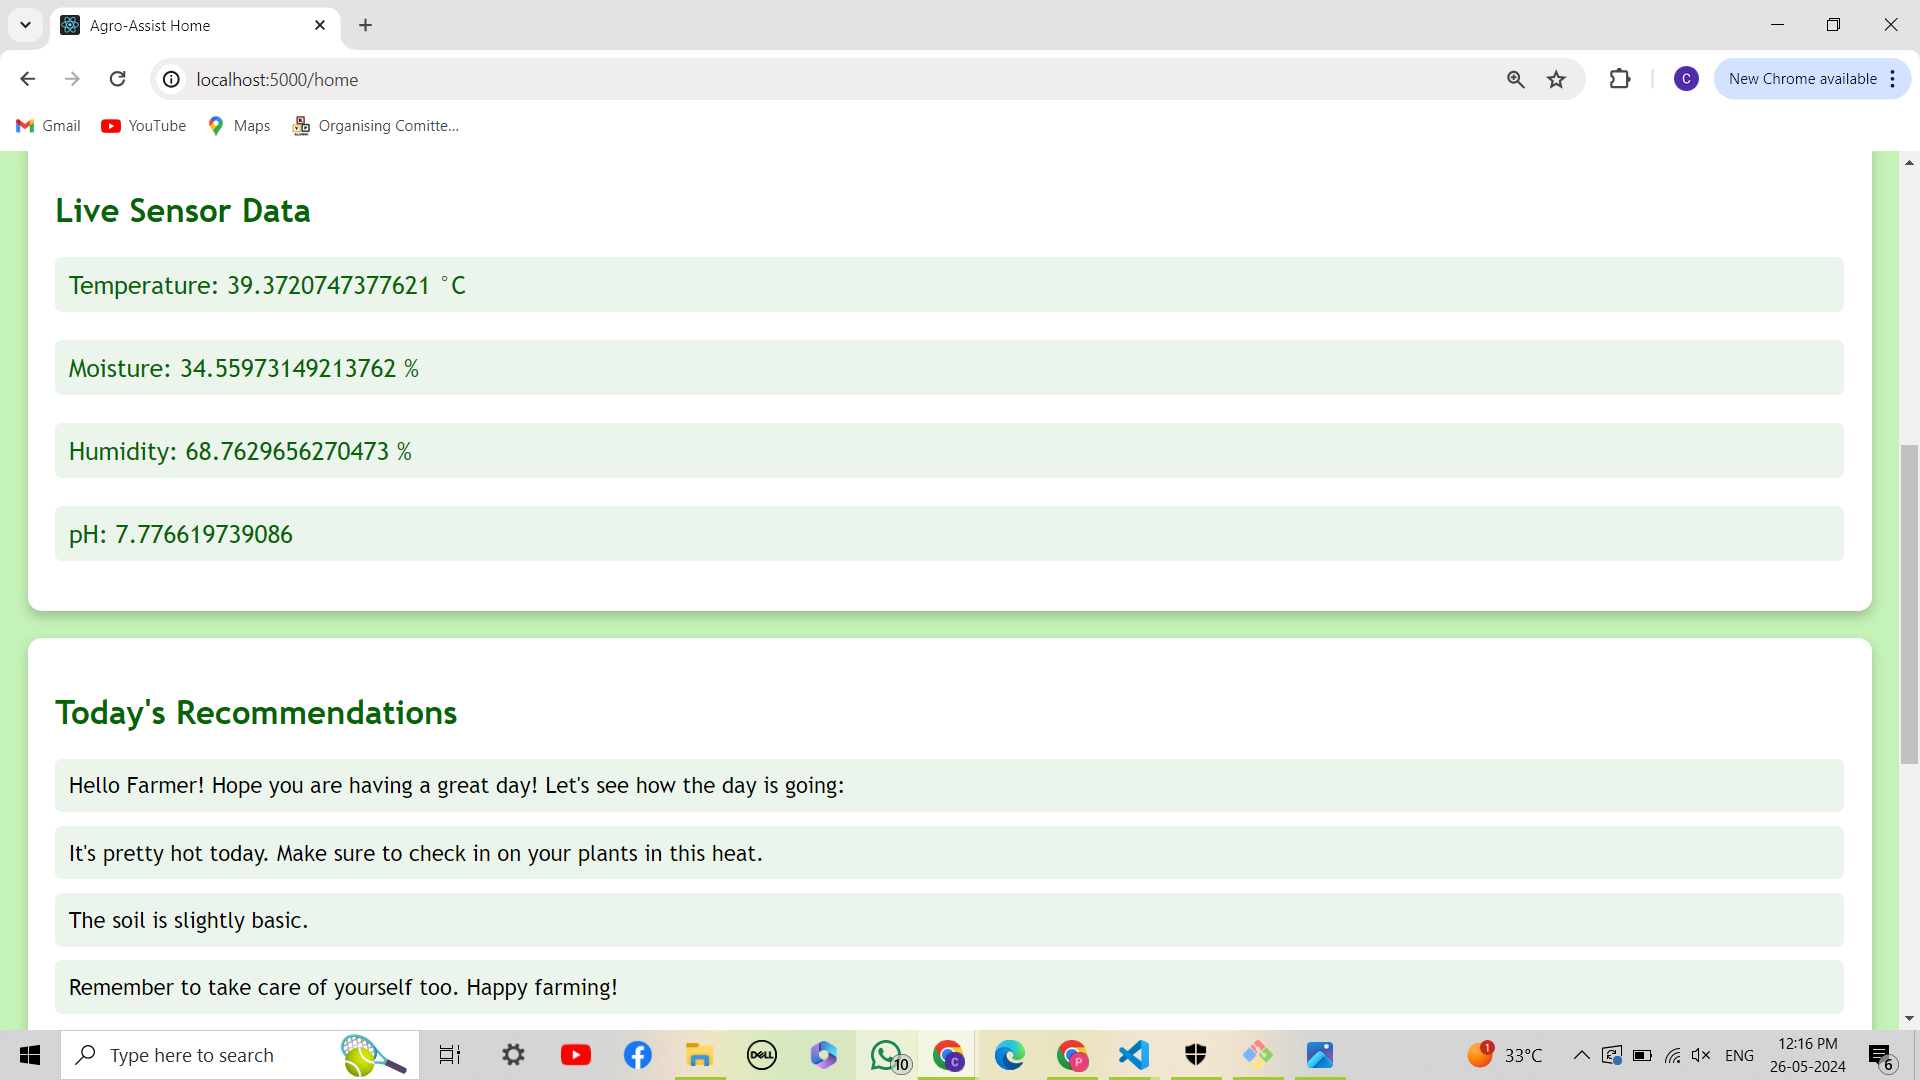 Agro-Assist Home
localhost:5000/home
C
New Chrome available
Gmail
YouTube
Maps
Organising Comitte...
Live Sensor Data
Temperature: 39.3720747377621 °C
Moisture: 34.55973149213762 %
Humidity: 68.7629656270473 %
pH: 7.776619739086
Today's Recommendations
Hello Farmer! Hope you are having a great day! Let's see how the day is going:
It's pretty hot today. Make sure to check in on your plants in this heat.
The soil is slightly basic.
Remember to take care of yourself too. Happy farming!
Type here to search
DELL
10
C
P
1
33°C
ENG
12:16 PM
26-05-2024
6